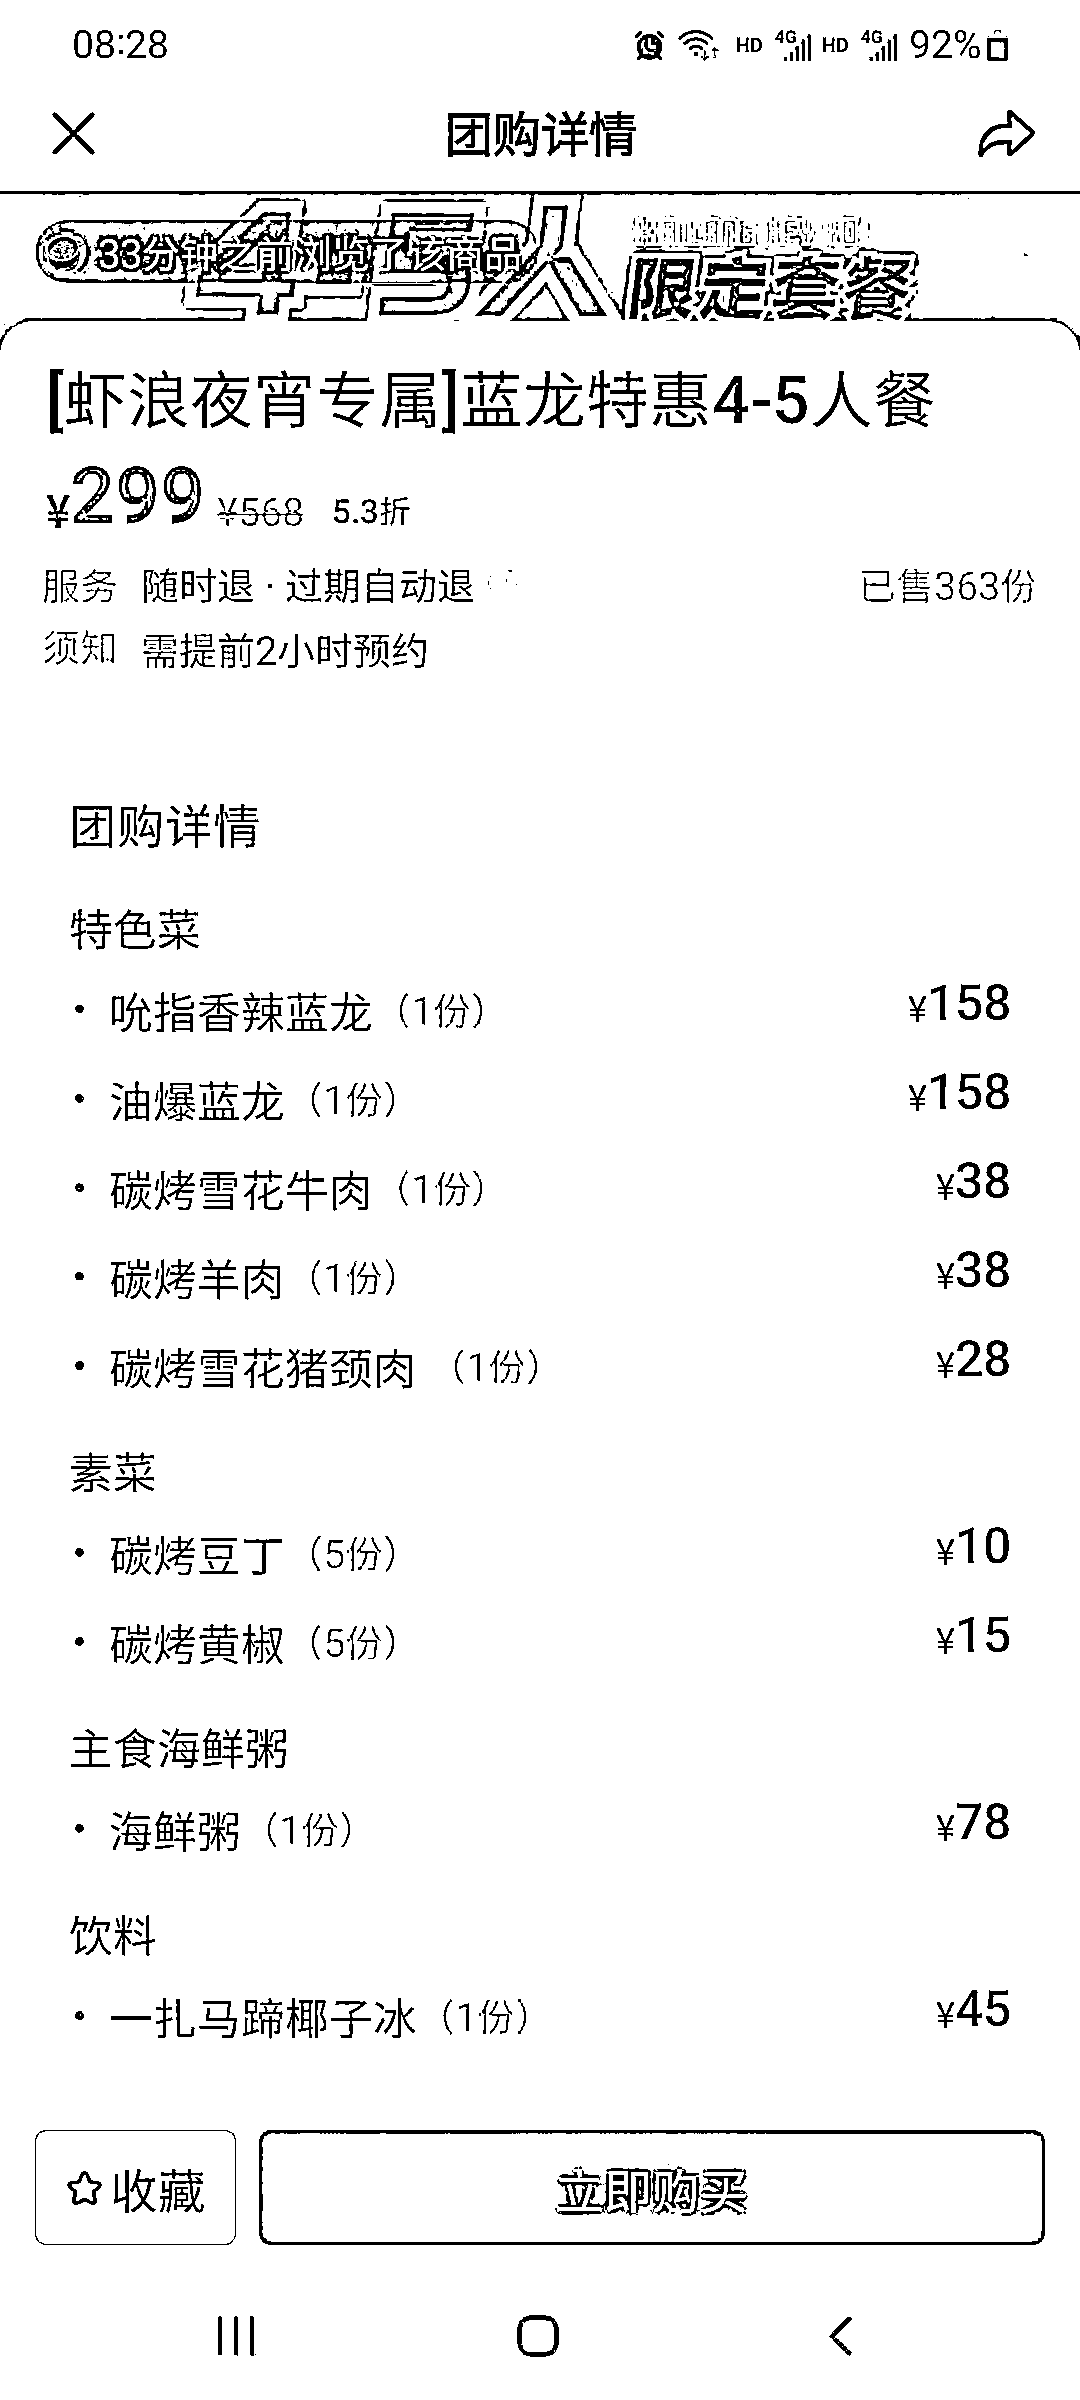 08:28 HD 4G HD 4G 92%
团购详情
33分钟之前浏览了该商品
4-5人
限定套餐
[虾浪夜宵专属]蓝龙特惠4-5人餐
¥299 ¥568 5.3折
服务 随时退 · 过期自动退 已售363份
须知 需提前2小时预约
团购详情
特色菜
· 吮指香辣蓝龙（1份） ¥158
· 油爆蓝龙（1份） ¥158
· 碳烤雪花牛肉（1份） ¥38
· 碳烤羊肉（1份） ¥38
· 碳烤雪花猪颈肉 （1份） ¥28
素菜
· 碳烤豆丁（5份） ¥10
· 碳烤黄椒（5份） ¥15
主食海鲜粥
· 海鲜粥（1份） ¥78
饮料
· 一扎马蹄椰子冰（1份） ¥45
收藏 立即购买